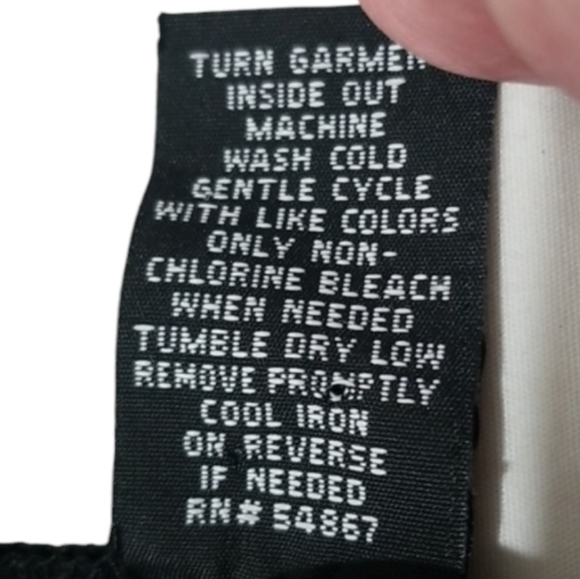 TURN GARMEN
INSIDE OUT
MACHINE
WASH COLD
GENTLE CYCLE
WITH LIKE COLORS
ONLY NON-
CHLORINE BLEACH
WHEN NEEDED
TUMBLE DRY LOW
REMOVE PROMPTLY
COOL IRON
ON REVERSE
IF NEEDED
RN# 54867